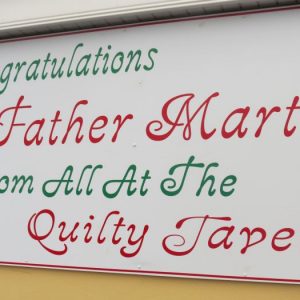 gratulations
Father Mart
om All At The
Quilty Tave